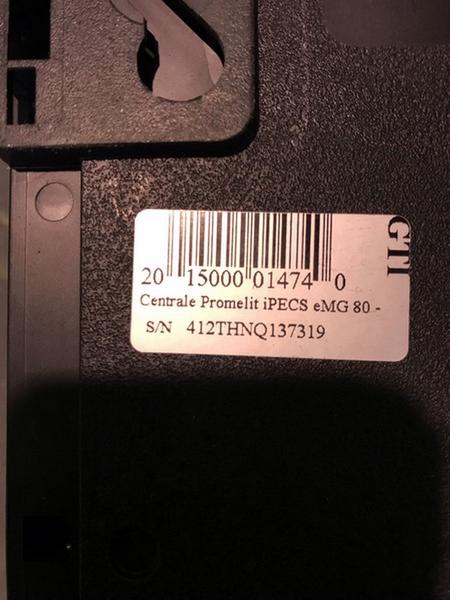 GTI
20 15000 01474 0
Centrale Promelit iPECS eMG 80 -
S/N 412THNQ137319